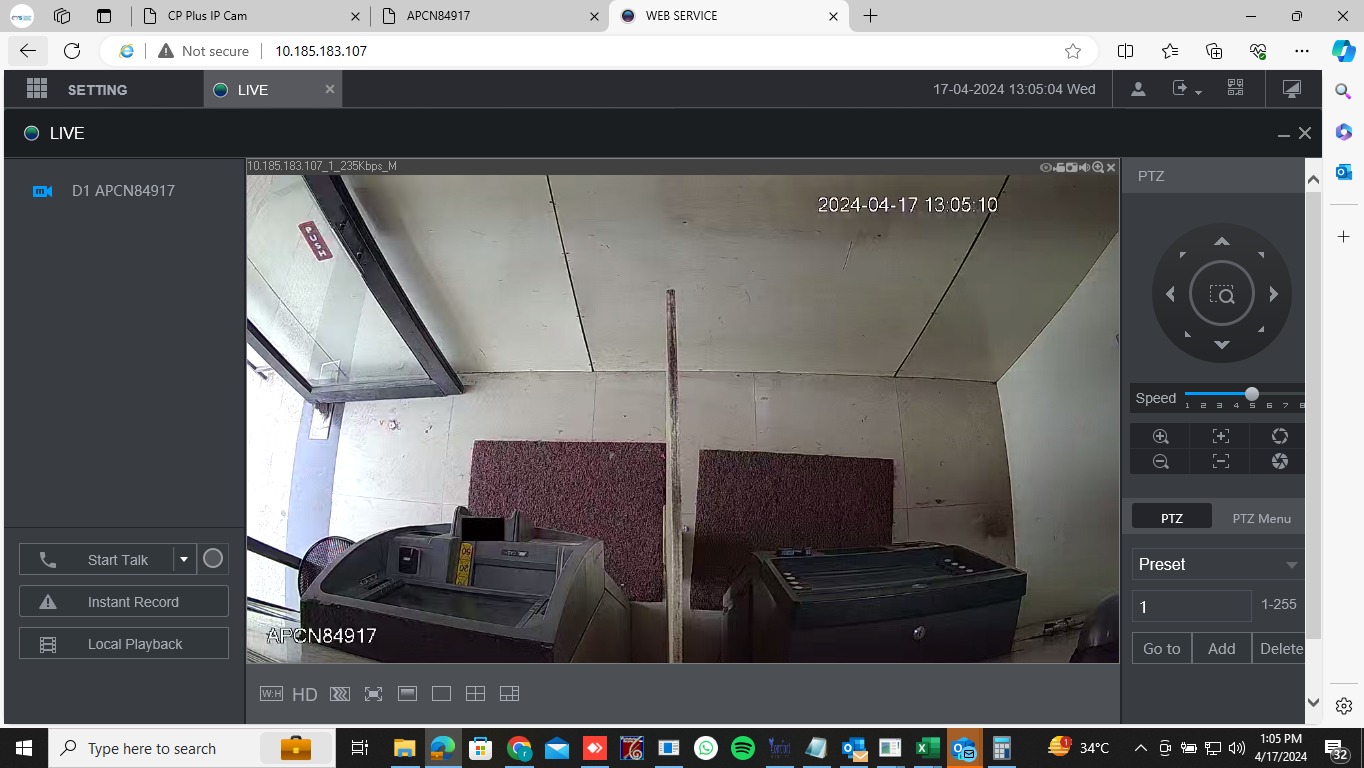 CP Plus IP Cam
APCN84917
WEB SERVICE
Not secure
10.185.183.107
SETTING
LIVE
17-04-2024 13:05:04 Wed
LIVE
D1 APCN84917
10.185.183.107_1_235Kbps_M
2024-04-17 13:05:10
PUSH
APCN84917
PTZ
Speed
1 2 3 4 5 6 7 8
PTZ
PTZ Menu
Preset
1
1-255
Go to
Add
Delete
Start Talk
Instant Record
Local Playback
W:H
HD
Type here to search
34°C
1:05 PM
4/17/2024
32